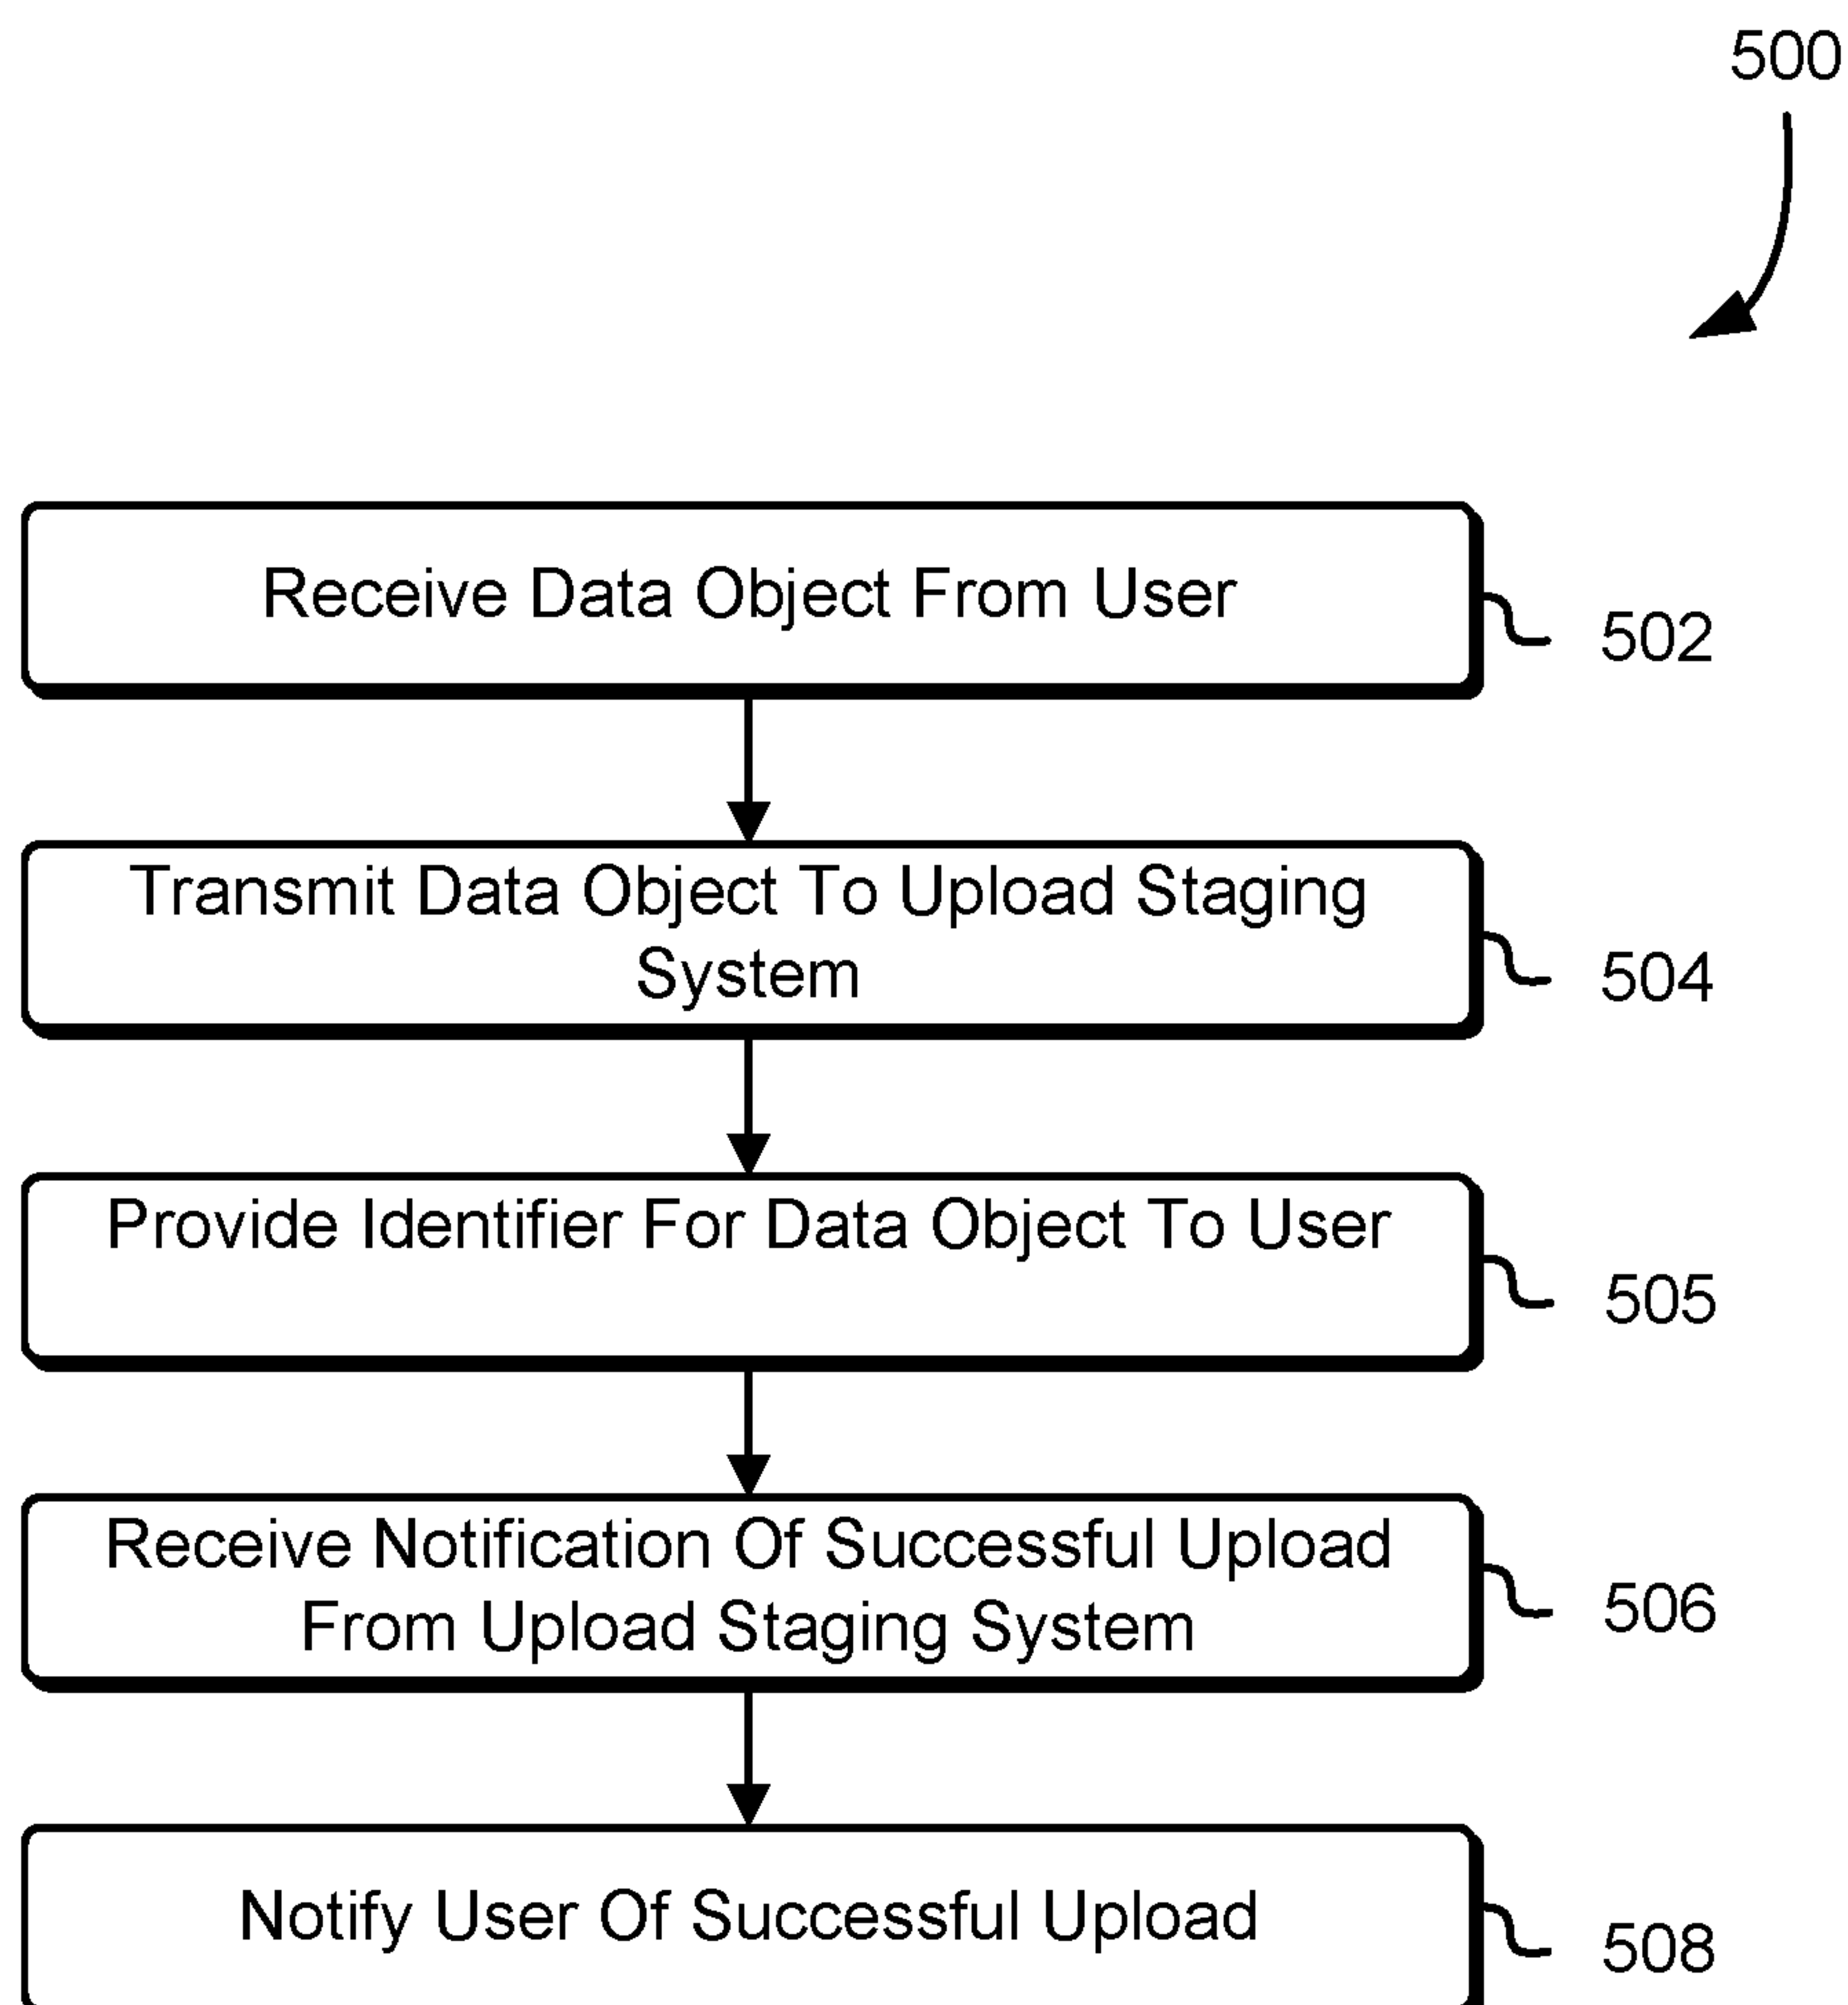 500
Receive Data Object From User
502
Transmit Data Object To Upload Staging
System
504
Provide Identifier For Data Object To User
505
Receive Notification Of Successful Upload
From Upload Staging System
506
Notify User Of Successful Upload
508